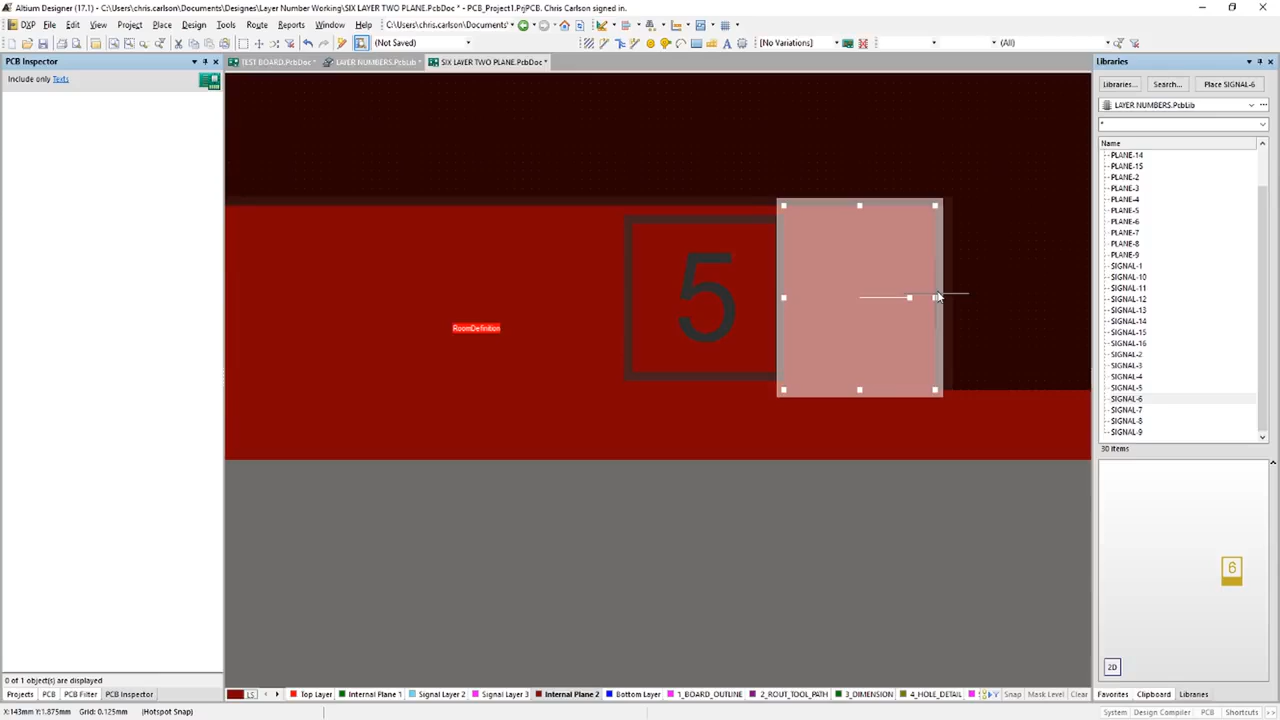 Altium Designer (17.1) - C:\Users\chris.carlson\Documents\Designes\Layer Number Working\SIX LAYER TWO PLANE.PcbDoc * - PCB_Project1.PrjPCB. Chris Carlson signed in.
DXP File Edit View Project Place Design Tools Route Reports Window Help C:\Users\chris.carlson\Documents'
(Not Saved) [No Variations] (All)
PCB Inspector
TEST BOARD.PcbDoc * LAYER NUMBERS.PcbLib * SIX LAYER TWO PLANE.PcbDoc *
Libraries
Include only Texts
Libraries... Search... Place SIGNAL-6
LAYER NUMBERS.PcbLib
*
Name
PLANE-14
PLANE-15
PLANE-2
PLANE-3
PLANE-4
PLANE-5
PLANE-6
PLANE-7
PLANE-8
PLANE-9
SIGNAL-1
SIGNAL-10
SIGNAL-11
SIGNAL-12
SIGNAL-13
SIGNAL-14
SIGNAL-15
SIGNAL-16
SIGNAL-2
SIGNAL-3
SIGNAL-4
SIGNAL-5
SIGNAL-6
SIGNAL-7
SIGNAL-8
SIGNAL-9
30 items
5
RoomDefinition
6
2D
0 of 1 object(s) are displayed
Projects PCB PCB Filter PCB Inspector
LS Top Layer Internal Plane 1 Signal Layer 2 Signal Layer 3 Internal Plane 2 Bottom Layer 1_BOARD_OUTLINE 2_ROUT_TOOL_PATH 3_DIMENSION 4_HOLE_DETAIL Snap Mask Level Clear
Favorites Clipboard Libraries
X:143mm Y:1.875mm Grid: 0.125mm (Hotspot Snap)
System Design Compiler PCB Shortcuts >>